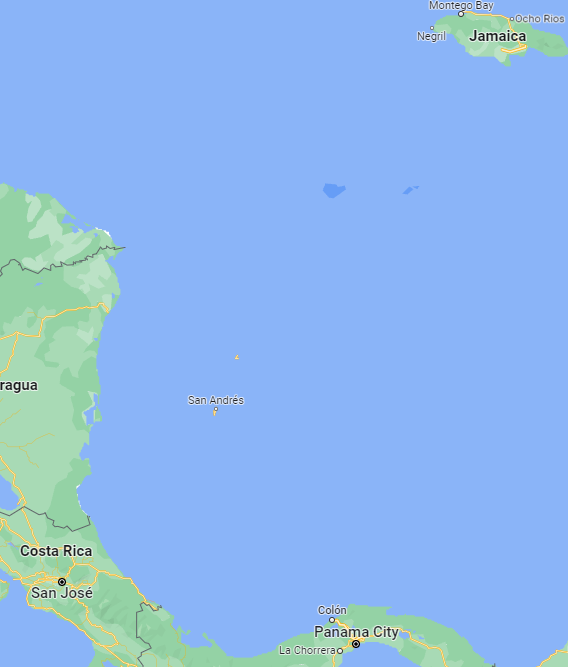 Montego Bay
Ocho Rios
Negril
Jamaica
ragua
San Andrés
Costa Rica
San José
Colón
Panama City
La Chorrera